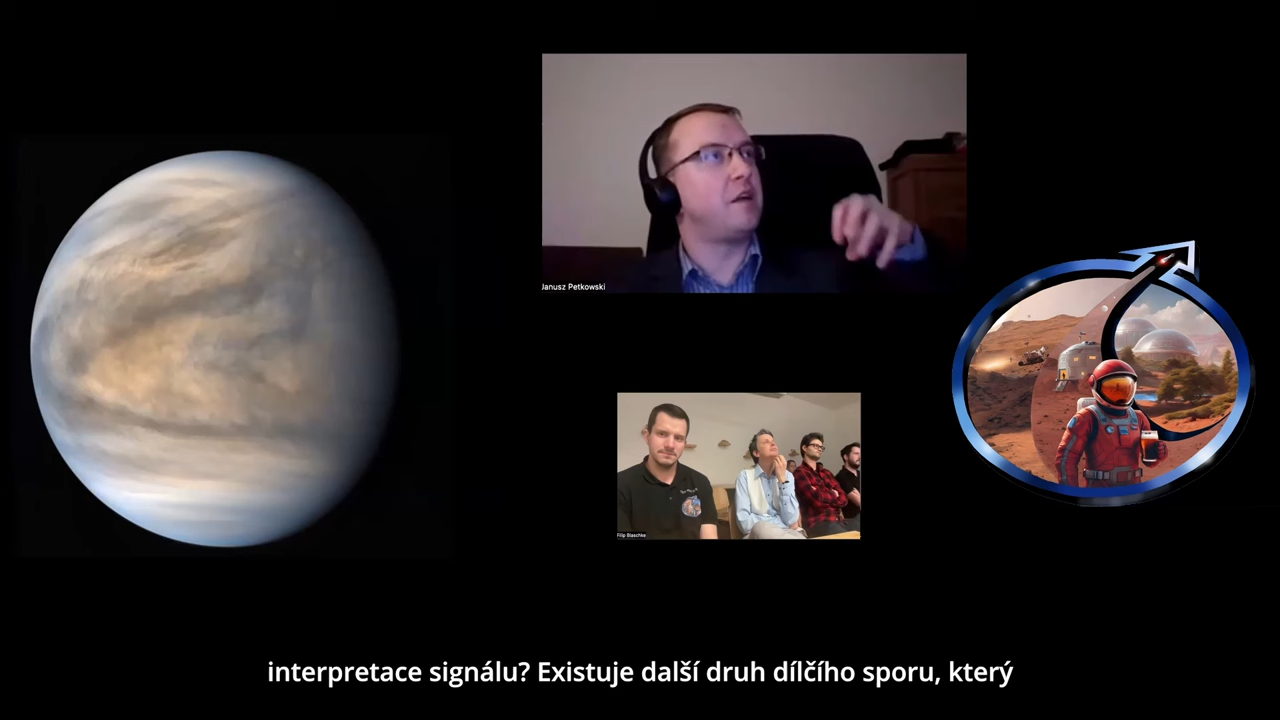 Janusz Petkowski
Filip Blaschke
interpretace signálu? Existuje další druh dílčího sporu, který